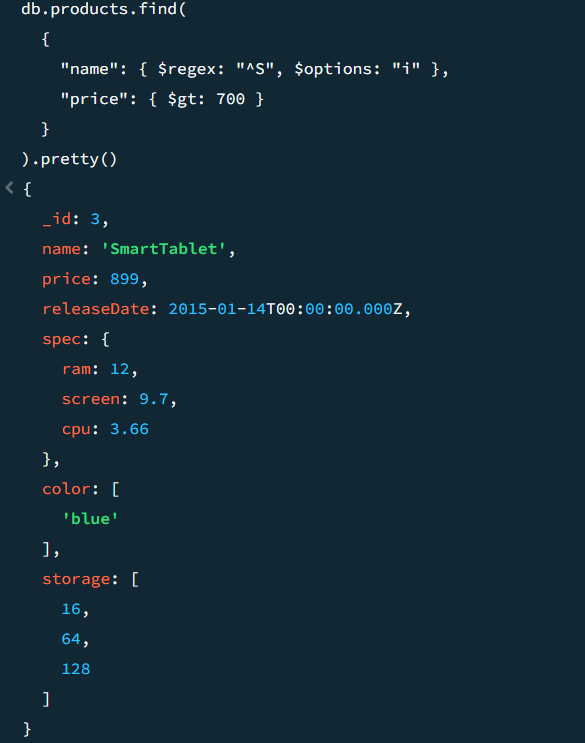 db.products.find(
  {
    "name": { $regex: "^S", $options: "i" },
    "price": { $gt: 700 }
  }
).pretty()
{
  _id: 3,
  name: 'SmartTablet',
  price: 899,
  releaseDate: 2015-01-14T00:00:00.000Z,
  spec: {
    ram: 12,
    screen: 9.7,
    cpu: 3.66
  },
  color: [
    'blue'
  ],
  storage: [
    16,
    64,
    128
  ]
}